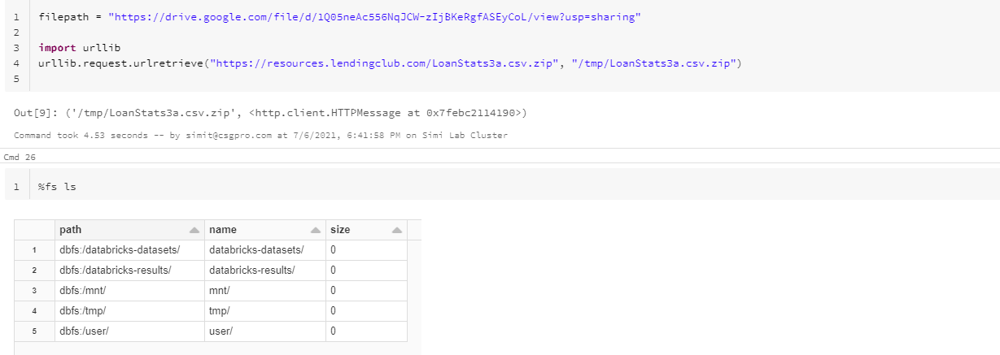 1 filepath = "https://drive.google.com/file/d/1Q05neAc556NqJCW-zIjBKeRgfASEyCoL/view?usp=sharing"
2
3 import urllib
4 urllib.request.urlretrieve("https://resources.lendingclub.com/LoanStats3a.csv.zip", "/tmp/LoanStats3a.csv.zip")
5
Out[9]: ('/tmp/LoanStats3a.csv.zip', <http.client.HTTPMessage at 0x7febc2114190>)
Command took 4.53 seconds -- by simit@csgpro.com at 7/6/2021, 6:41:58 PM on Simi Lab Cluster
Cmd 26
1 %fs ls
path name size
1 dbfs:/databricks-datasets/ databricks-datasets/ 0
2 dbfs:/databricks-results/ databricks-results/ 0
3 dbfs:/mnt/ mnt/ 0
4 dbfs:/tmp/ tmp/ 0
5 dbfs:/user/ user/ 0